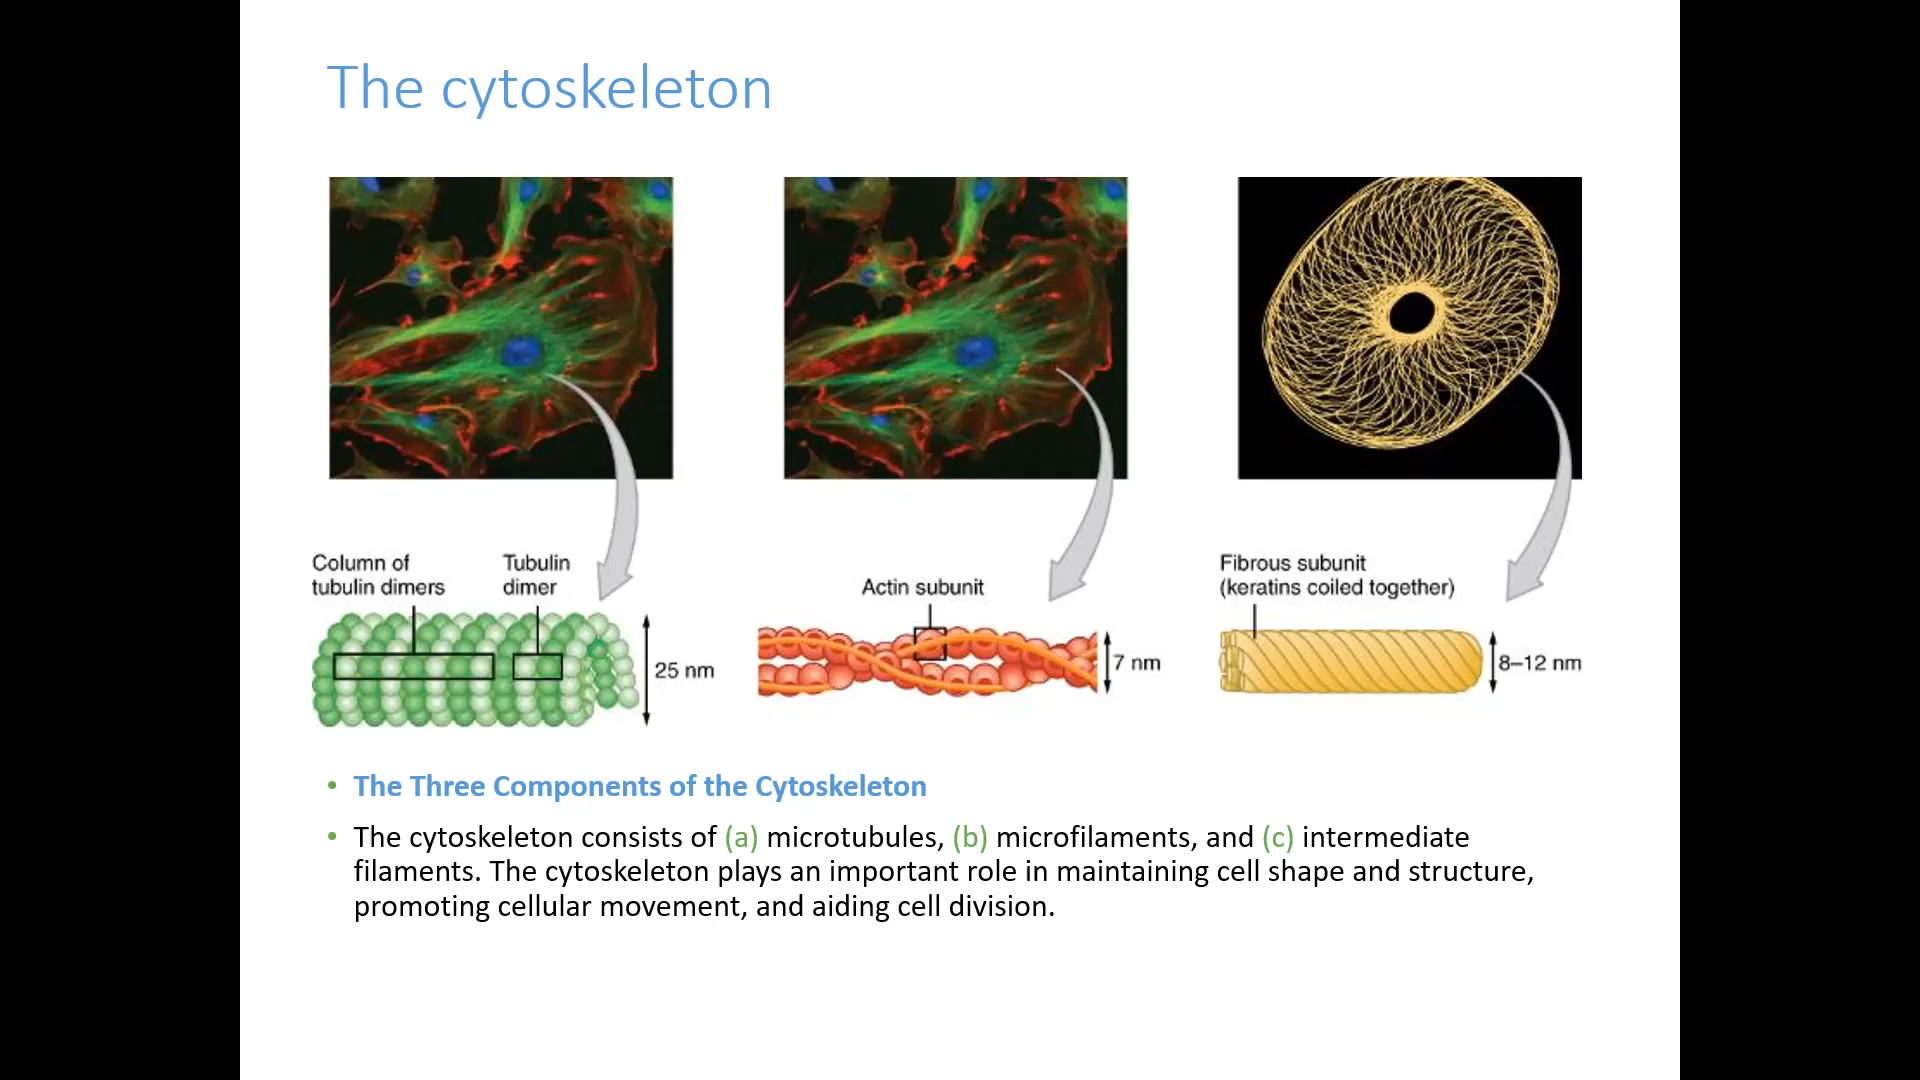 The cytoskeleton
Column of
tubulin dimers
Tubulin
dimer
25 nm
Actin subunit
7 nm
Fibrous subunit
(keratins coiled together)
8–12 nm
• The Three Components of the Cytoskeleton
• The cytoskeleton consists of (a) microtubules, (b) microfilaments, and (c) intermediate
filaments. The cytoskeleton plays an important role in maintaining cell shape and structure,
promoting cellular movement, and aiding cell division.